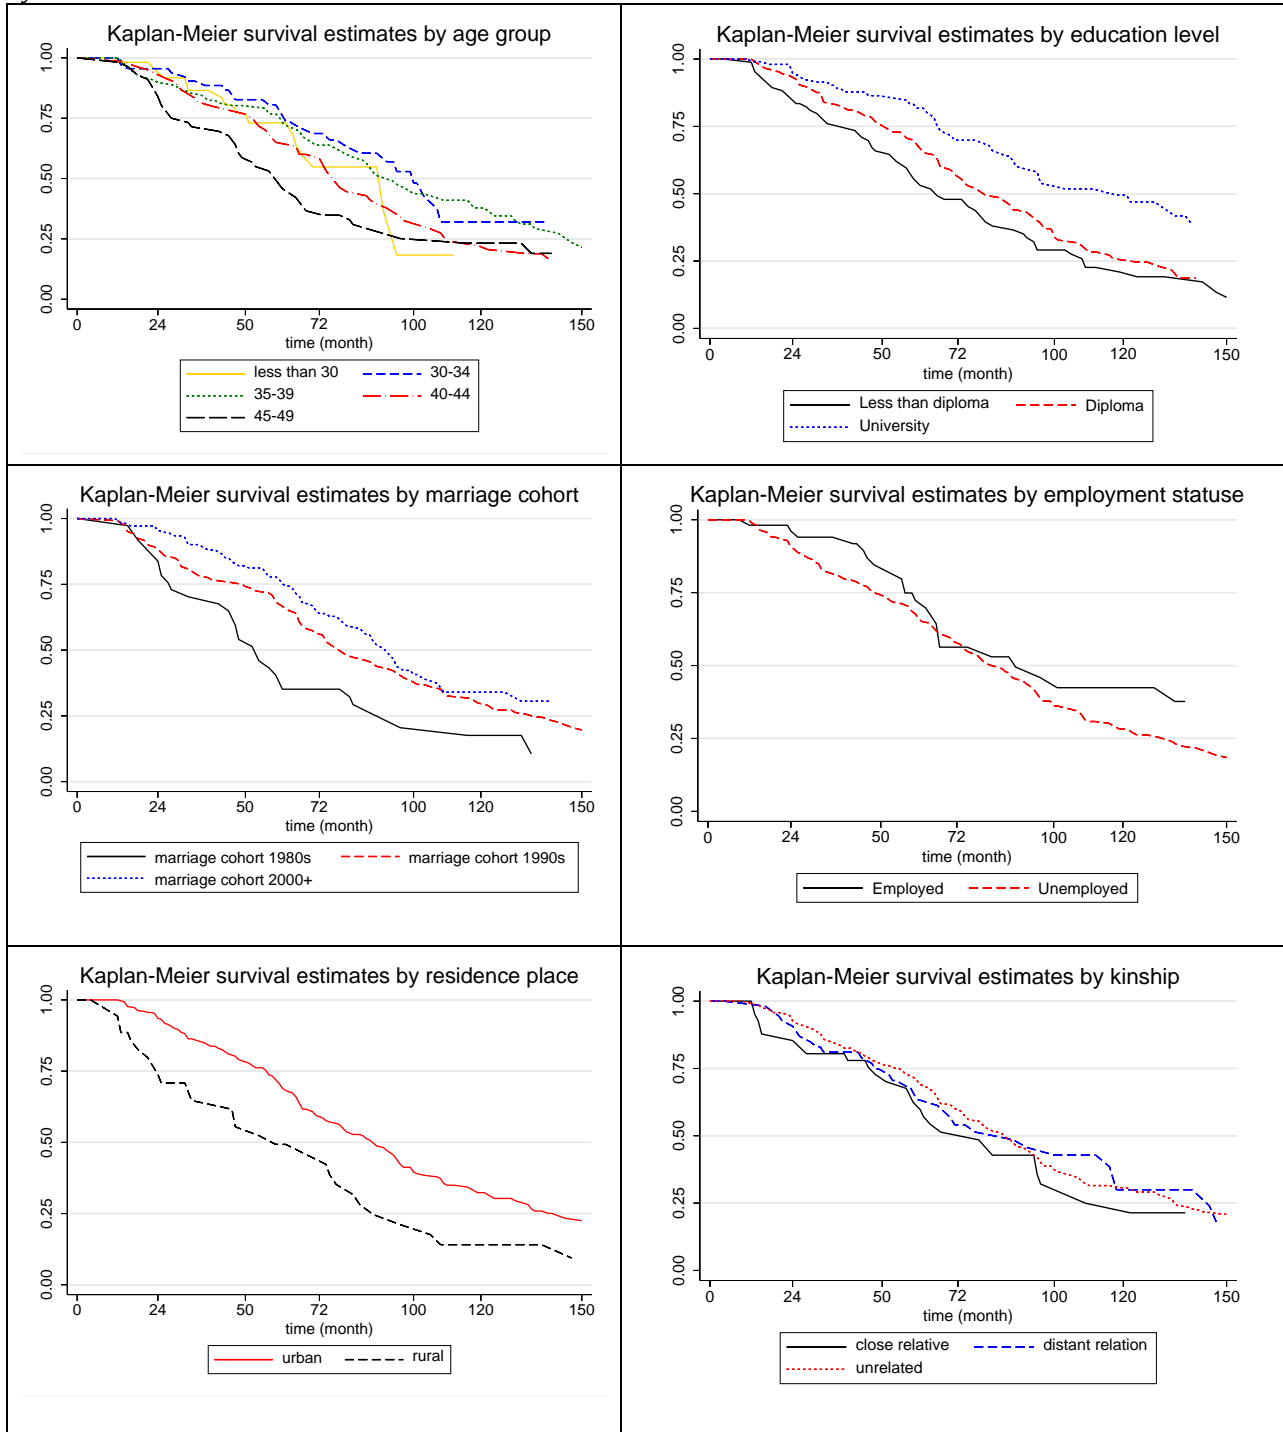 Kaplan-Meier survival estimates by age group
1.00
0.75
0.50
0.25
0.00
0 24 50 72 100 120 150
time (month)
less than 30 30-34
35-39 40-44
45-49
Kaplan-Meier survival estimates by education level
1.00
0.75
0.50
0.25
0.00
0 24 50 72 100 120 150
time (month)
Less than diploma Diploma
University
Kaplan-Meier survival estimates by marriage cohort
1.00
0.75
0.50
0.25
0.00
0 24 50 72 100 120 150
time (month)
marriage cohort 1980s marriage cohort 1990s
marriage cohort 2000+
Kaplan-Meier survival estimates by employment statuse
1.00
0.75
0.50
0.25
0.00
0 24 50 72 100 120 150
time (month)
Employed Unemployed
Kaplan-Meier survival estimates by residence place
1.00
0.75
0.50
0.25
0.00
0 24 50 72 100 120 150
time (month)
urban rural
Kaplan-Meier survival estimates by kinship
1.00
0.75
0.50
0.25
0.00
0 24 50 72 100 120 150
time (month)
close relative distant relation
unrelated